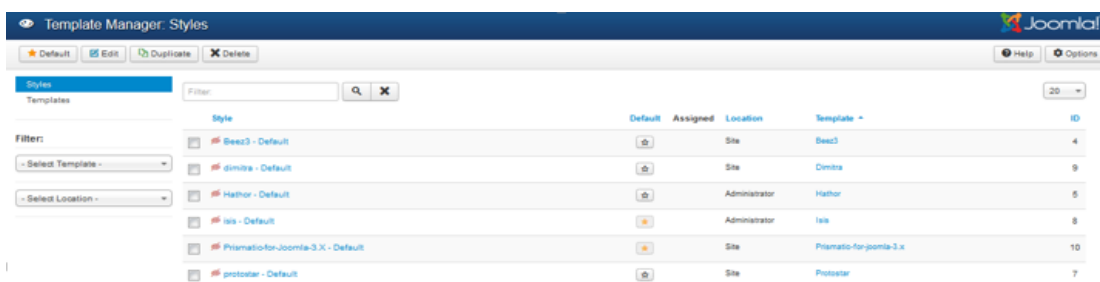 Template Manager: Styles
Joomla!
Default Edit Duplicate Delete Help Options
Styles
Templates
Filter:
- Select Template -
- Select Location -
Filter: 20
Style Default Assigned Location Template ID
Beez3 - Default Site Beez3 4
dimitra - Default Site Dimitra 9
Hathor - Default Administrator Hathor 5
isis - Default Administrator Isis 8
Prismatic-for-Joomla-3.X - Default Site Prismatic-for-joomla-3.x 10
protostar - Default Site Protostar 7